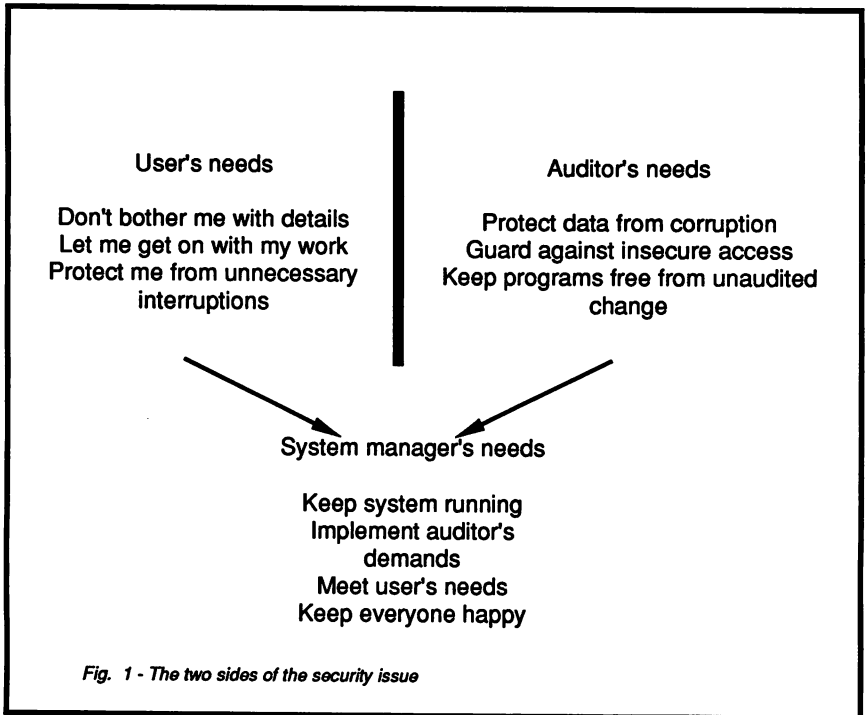 User's needs
Don't bother me with details
Let me get on with my work
Protect me from unnecessary
interruptions
Auditor's needs
Protect data from corruption
Guard against insecure access
Keep programs free from unaudited
change
System manager's needs
Keep system running
Implement auditor's
demands
Meet user's needs
Keep everyone happy
Fig. 1 - The two sides of the security issue